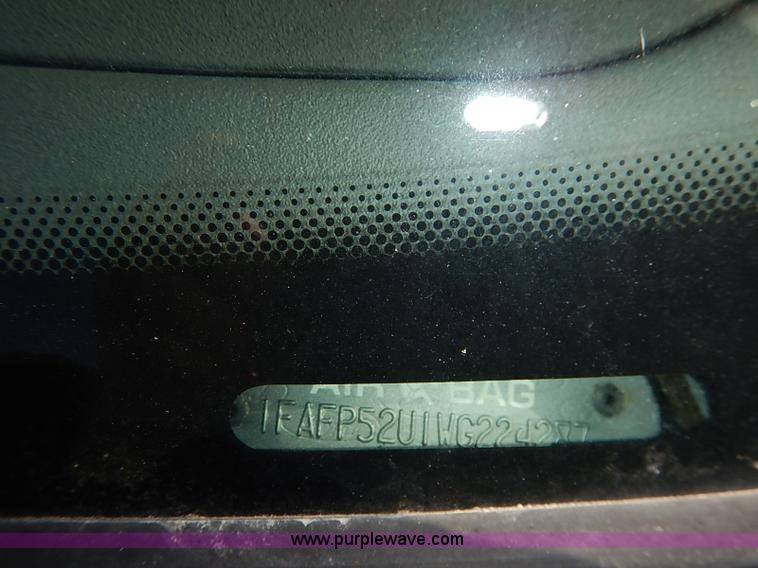 AIR BAG
1FAFP52U1WG224287
www.purplewave.com